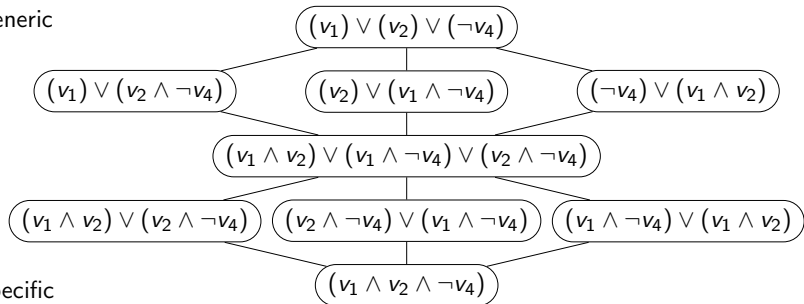 eneric
(v₁) ∨ (v₂) ∨ (¬v₄)
(v₁) ∨ (v₂ ∧ ¬v₄) (v₂) ∨ (v₁ ∧ ¬v₄) (¬v₄) ∨ (v₁ ∧ v₂)
(v₁ ∧ v₂) ∨ (v₁ ∧ ¬v₄) ∨ (v₂ ∧ ¬v₄)
(v₁ ∧ v₂) ∨ (v₂ ∧ ¬v₄) (v₂ ∧ ¬v₄) ∨ (v₁ ∧ ¬v₄) (v₁ ∧ ¬v₄) ∨ (v₁ ∧ v₂)
(v₁ ∧ v₂ ∧ ¬v₄)
pecific